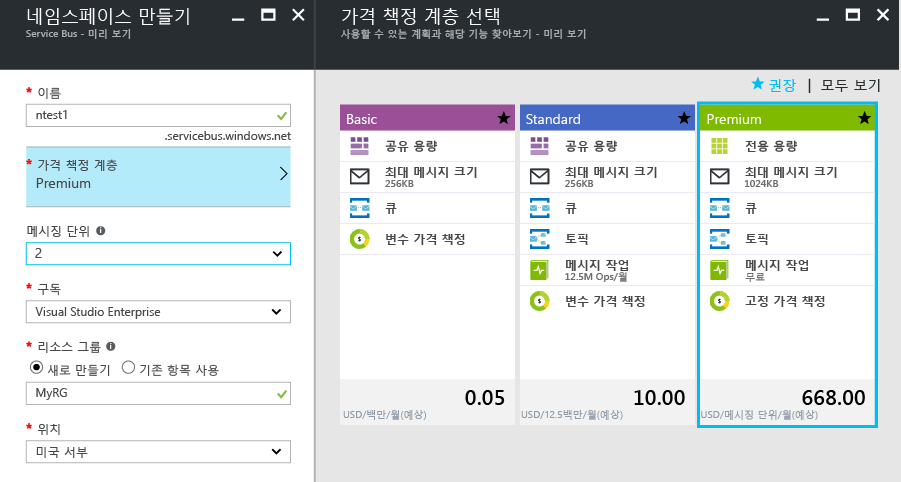 네임스페이스 만들기
Service Bus - 미리 보기
* 이름
ntest1
.servicebus.windows.net
* 가격 책정 계층
Premium
메시징 단위
2
* 구독
Visual Studio Enterprise
* 리소스 그룹
새로 만들기 기존 항목 사용
MyRG
* 위치
미국 서부
가격 책정 계층 선택
사용할 수 있는 계획과 해당 기능 찾아보기 - 미리 보기
★ 권장 | 모두 보기
Basic
공유 용량
최대 메시지 크기
256KB
큐
변수 가격 책정
0.05
USD/백만/월(예상)
Standard
공유 용량
최대 메시지 크기
256KB
큐
토픽
메시지 작업
12.5M Ops/월
변수 가격 책정
10.00
USD/12.5백만/월(예상)
Premium
전용 용량
최대 메시지 크기
1024KB
큐
토픽
메시지 작업
무료
고정 가격 책정
668.00
USD/메시징 단위/월(예상)